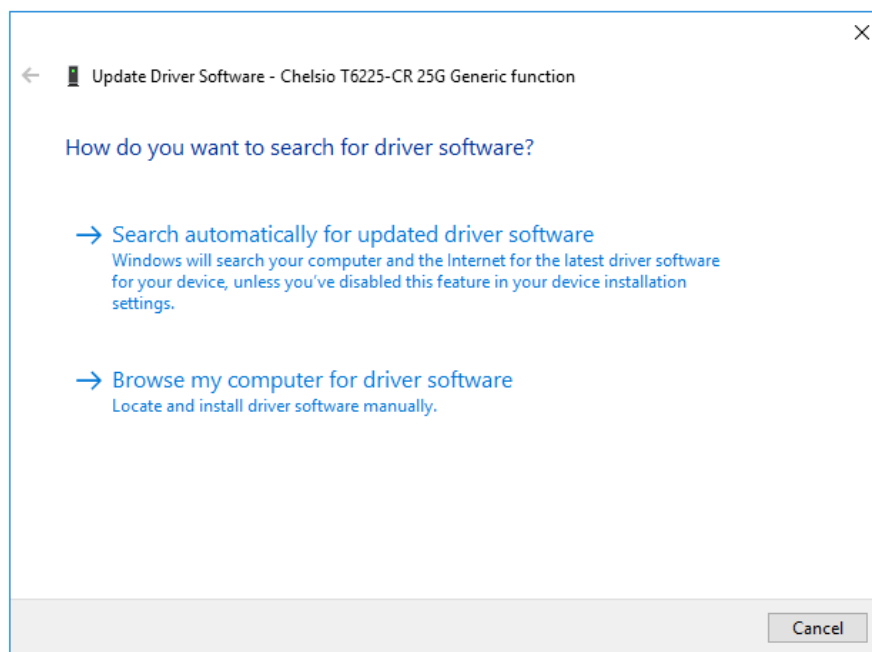 Update Driver Software - Chelsio T6225-CR 25G Generic function
How do you want to search for driver software?
Search automatically for updated driver software
Windows will search your computer and the Internet for the latest driver software
for your device, unless you've disabled this feature in your device installation
settings.
Browse my computer for driver software
Locate and install driver software manually.
Cancel